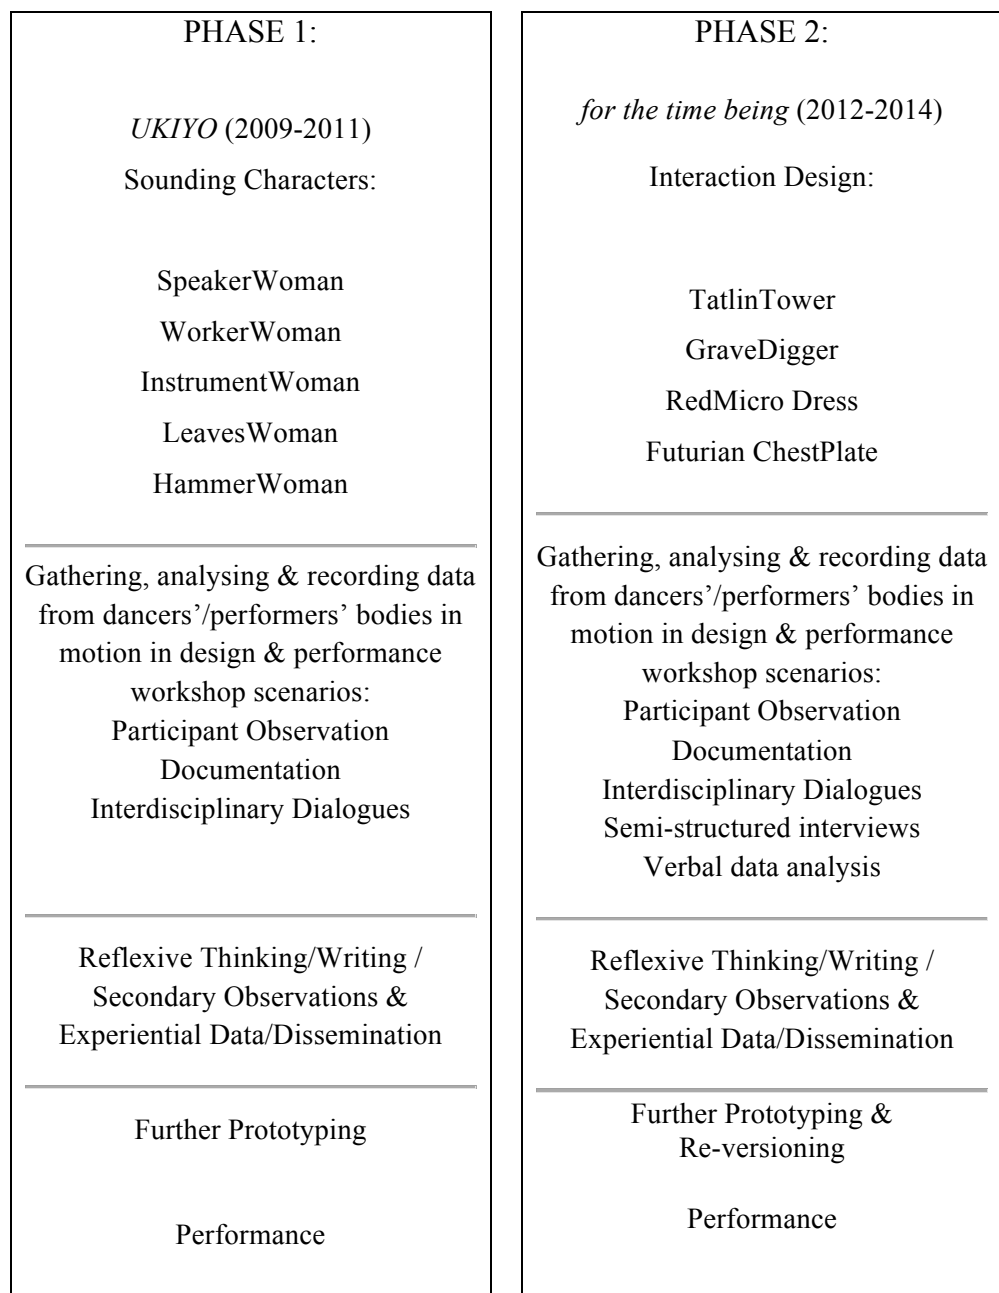 PHASE 1:
UKIYO (2009-2011)
Sounding Characters:
SpeakerWoman
WorkerWoman
InstrumentWoman
LeavesWoman
HammerWoman
Gathering, analysing & recording data
from dancers’/performers’ bodies in
motion in design & performance
workshop scenarios:
Participant Observation
Documentation
Interdisciplinary Dialogues
Reflexive Thinking/Writing /
Secondary Observations &
Experiential Data/Dissemination
Further Prototyping
Performance
PHASE 2:
for the time being (2012-2014)
Interaction Design:
TatlinTower
GraveDigger
RedMicro Dress
Futurian ChestPlate
Gathering, analysing & recording data
from dancers’/performers’ bodies in
motion in design & performance
workshop scenarios:
Participant Observation
Documentation
Interdisciplinary Dialogues
Semi-structured interviews
Verbal data analysis
Reflexive Thinking/Writing /
Secondary Observations &
Experiential Data/Dissemination
Further Prototyping &
Re-versioning
Performance